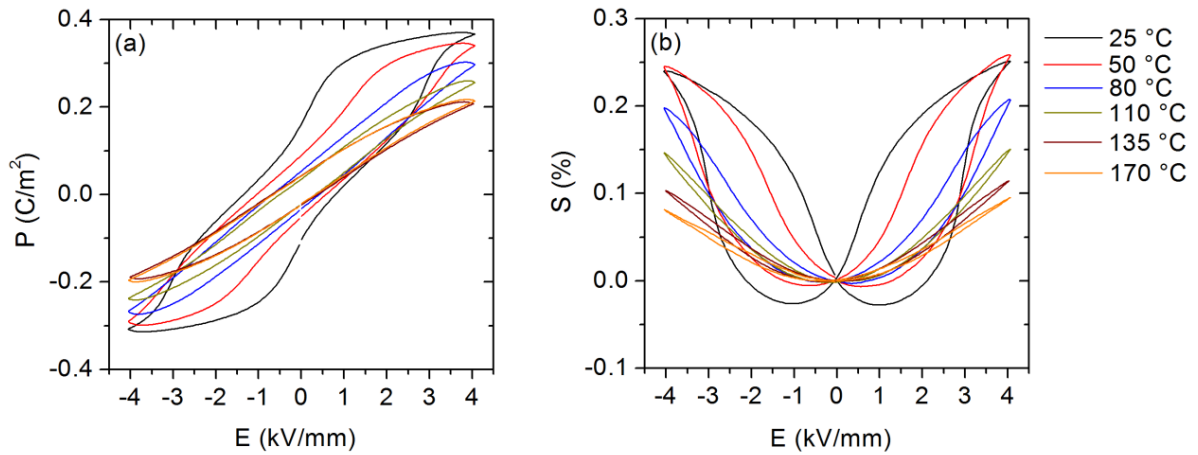 (a)
P (C/m²)
0.4
0.2
0.0
-0.2
-0.4
-4 -3 -2 -1 0 1 2 3 4
E (kV/mm)
(b)
S (%)
0.3
0.2
0.1
0.0
-0.1
-4 -3 -2 -1 0 1 2 3 4
E (kV/mm)
25 °C
50 °C
80 °C
110 °C
135 °C
170 °C